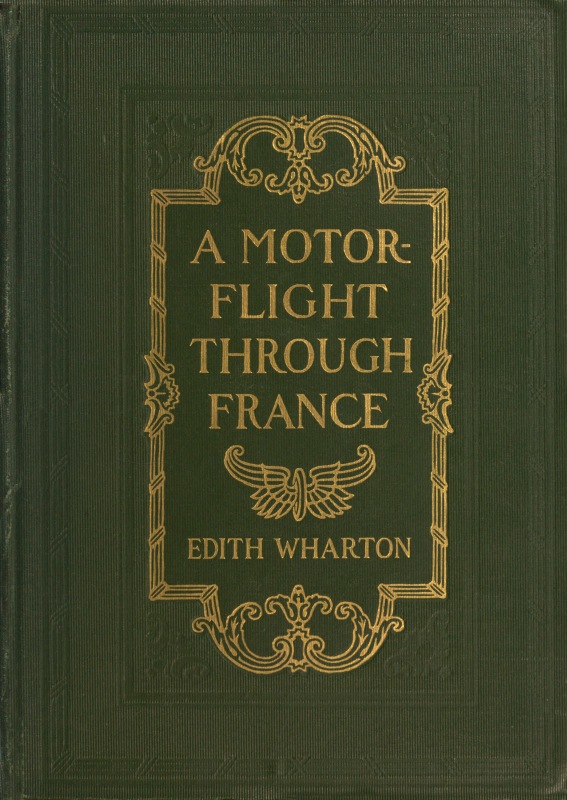 A MOTOR-
FLIGHT
THROUGH
FRANCE
EDITH WHARTON